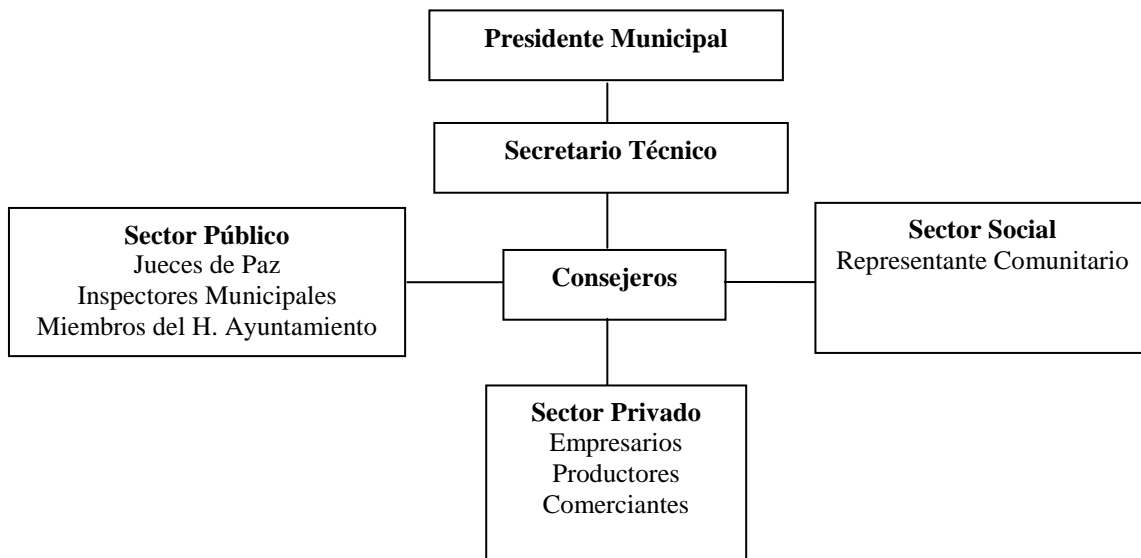 Presidente Municipal
Secretario Técnico
Sector Público
Jueces de Paz
Inspectores Municipales
Miembros del H. Ayuntamiento
Consejeros
Sector Social
Representante Comunitario
Sector Privado
Empresarios
Productores
Comerciantes